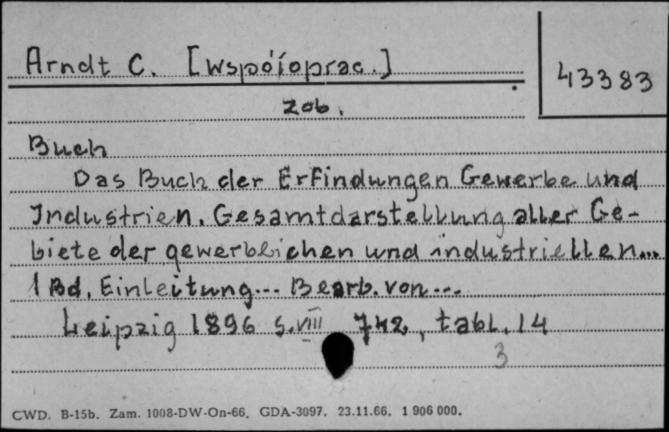 Arndt C. [Współoprac.]
43383
zob.
Buch
Das Buch der Erfindungen Gewerbe und
Industrien. Gesamtdarstellung aller Ge-
biete der gewerblichen und industriellen...
1 Bd. Einleitung... Bearb. von...
Leipzig 1896 s. VIII 742, tabl. 14
3
CWD. B-15b. Zam. 1008-DW-On-66. GDA-3097. 23.11.66. 1 906 000.